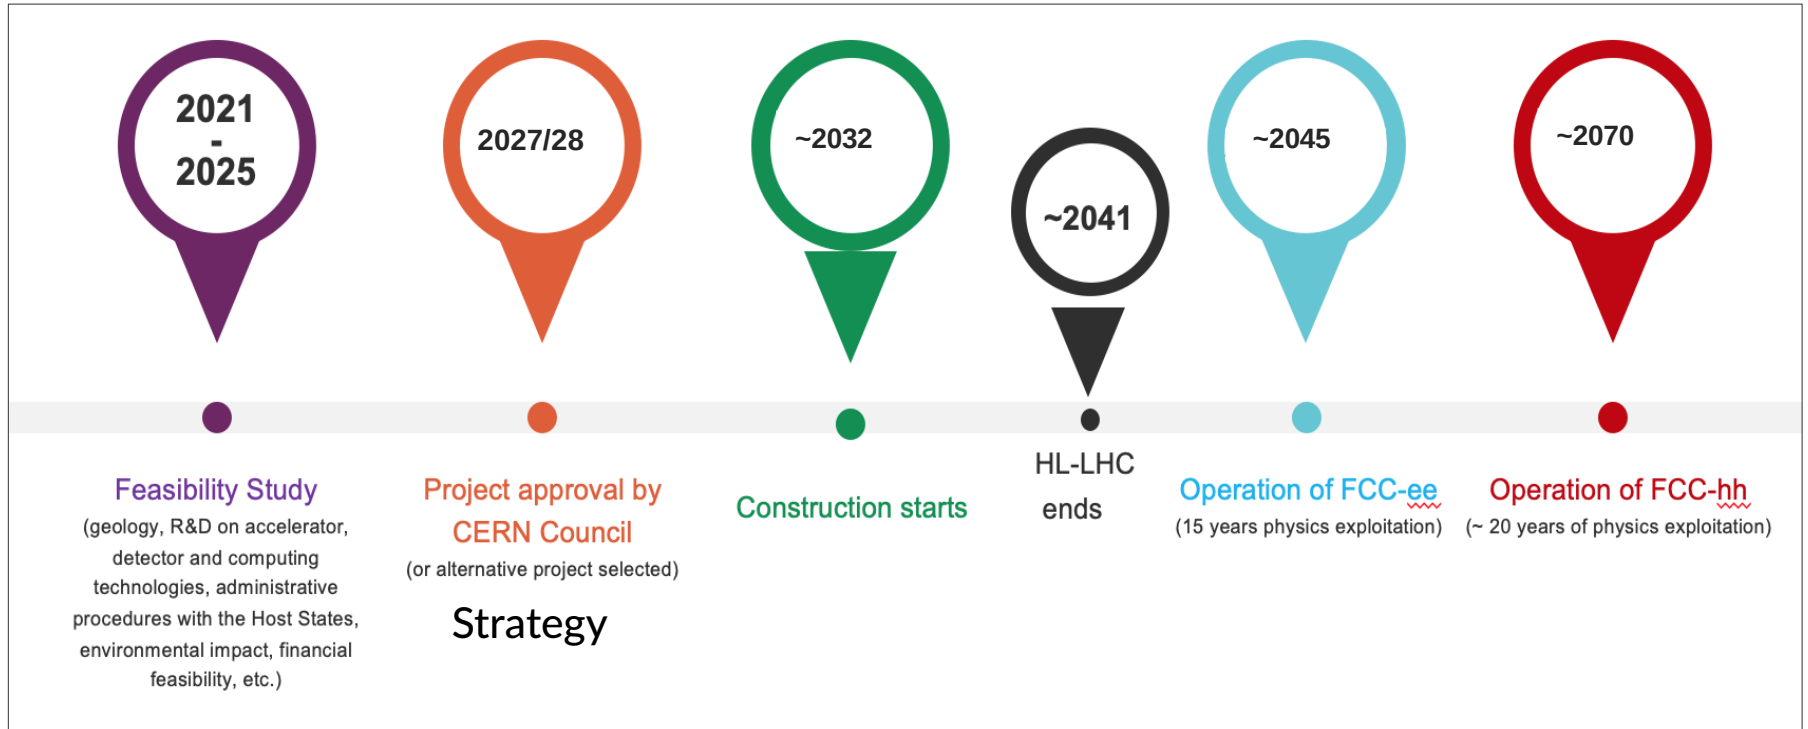 2021
-
2025
2027/28
~2032
~2041
~2045
~2070
Feasibility Study
(geology, R&D on accelerator,
detector and computing
technologies, administrative
procedures with the Host States,
environmental impact, financial
feasibility, etc.)
Project approval by
CERN Council
(or alternative project selected)
Strategy
Construction starts
HL-LHC
ends
Operation of FCC-ee
(15 years physics exploitation)
Operation of FCC-hh
(~ 20 years of physics exploitation)